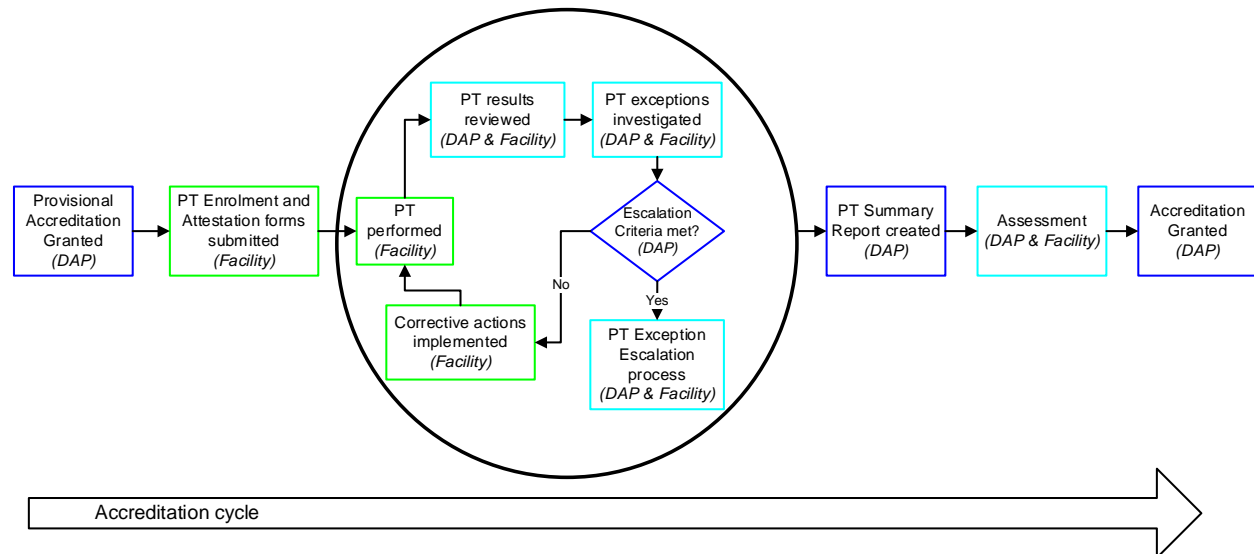 Provisional
Accreditation
Granted
(DAP)
PT Enrolment and
Attestation forms
submitted
(Facility)
PT
performed
(Facility)
PT results
reviewed
(DAP & Facility)
PT exceptions
investigated
(DAP & Facility)
Escalation
Criteria met?
(DAP)
No
Yes
Corrective actions
implemented
(Facility)
PT Exception
Escalation
process
(DAP & Facility)
PT Summary
Report created
(DAP)
Assessment
(DAP & Facility)
Accreditation
Granted
(DAP)
Accreditation cycle